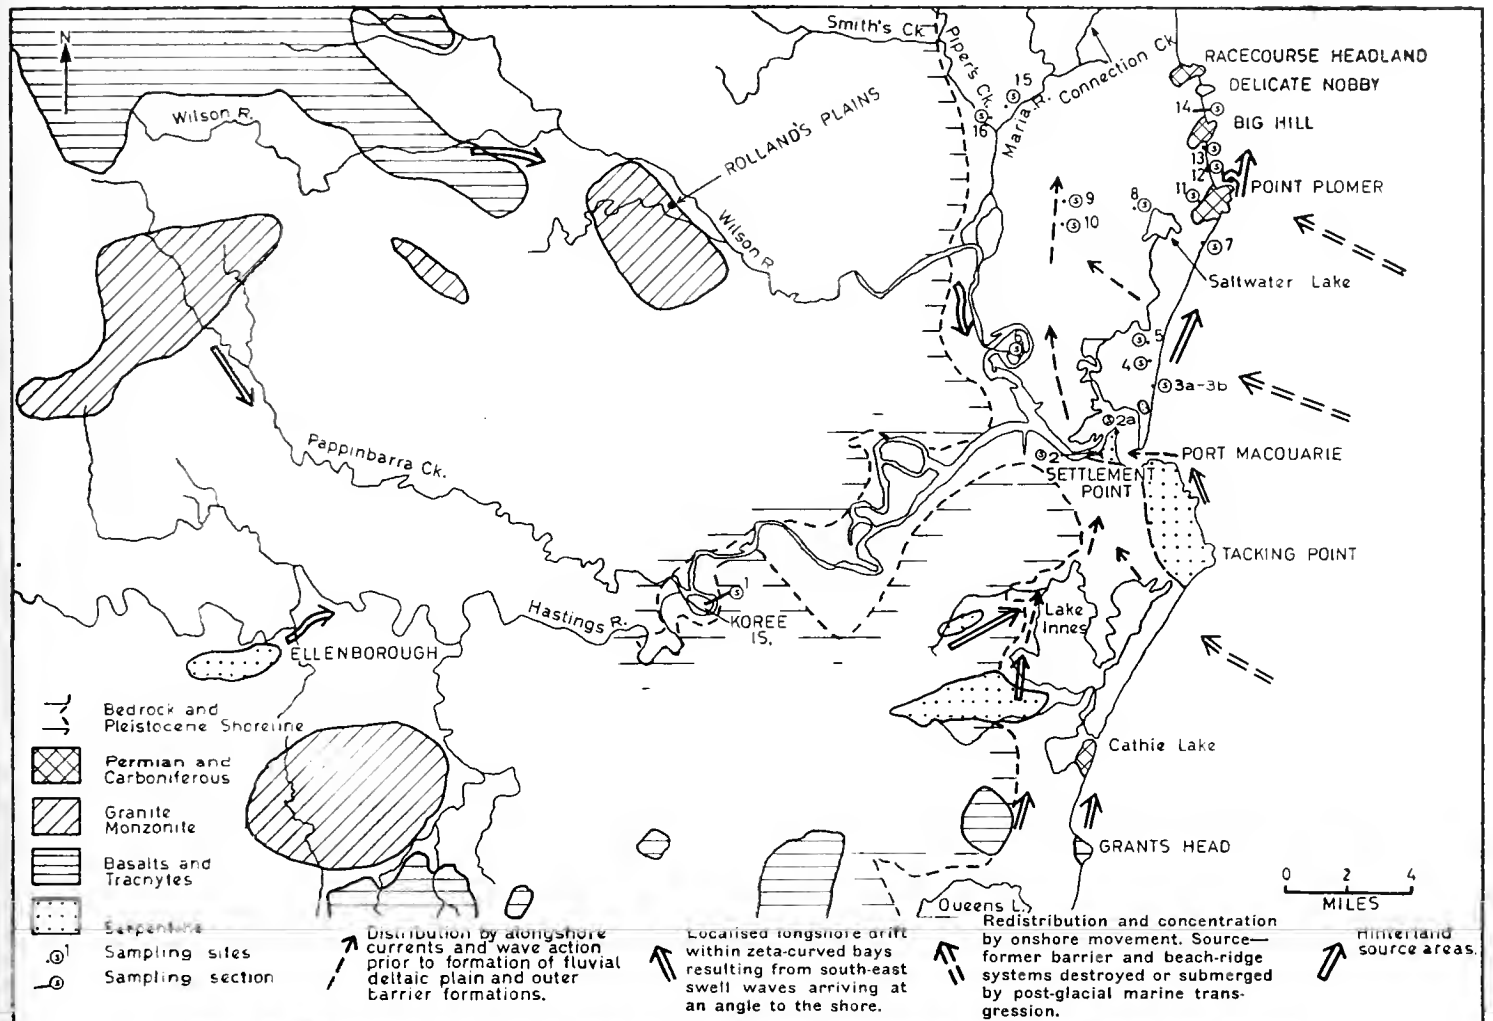 N
Smith's Ck.
Piper's Ck.
Maria R.
Connection Ck.
15
16
RACECOURSE HEADLAND
DELICATE NOBBY
14
BIG HILL
13
12
11
POINT PLOMER
Wilson R.
ROLLAND'S PLAINS
Wilson R.
9
10
8
7
Saltwater Lake
5
4
3a-3b
2a
2
PORT MACQUARIE
SETTLEMENT
POINT
Pappinbarra Ck.
TACKING POINT
1
KOREE
IS.
Hastings R.
Lake
Innes
ELLENBOROUGH
Cathie Lake
GRANTS HEAD
Queens L.
0 2 4
MILES
Bedrock and
Pleistocene Shoreline
Permian and
Carboniferous
Granite
Monzonite
Basalts and
Trachytes
Serpentine
Sampling sites
Sampling section
Distribution by alongshore
currents and wave action
prior to formation of fluvial
deltaic plain and outer
barrier formations.
Localised longshore drift
within zeta-curved bays
resulting from south-east
swell waves arriving at
an angle to the shore.
Redistribution and concentration
by onshore movement. Source—
former barrier and beach-ridge
systems destroyed or submerged
by post-glacial marine trans-
gression.
Hinterland
source areas.